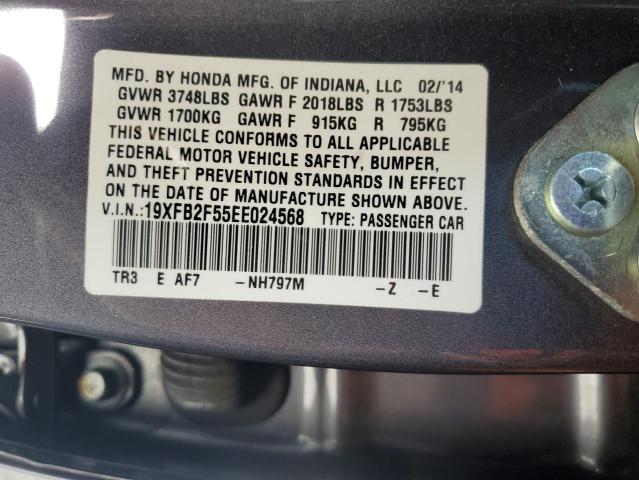 MFD. BY HONDA MFG. OF INDIANA, LLC 02/'14
GVWR 3748LBS GAWR F 2018LBS R 1753LBS
GVWR 1700KG GAWR F 915KG R 795KG
THIS VEHICLE CONFORMS TO ALL APPLICABLE
FEDERAL MOTOR VEHICLE SAFETY, BUMPER,
AND THEFT PREVENTION STANDARDS IN EFFECT
ON THE DATE OF MANUFACTURE SHOWN ABOVE.
V.I.N.:19XFB2F55EE024568 TYPE: PASSENGER CAR
TR3 E AF7 -NH797M -Z -E